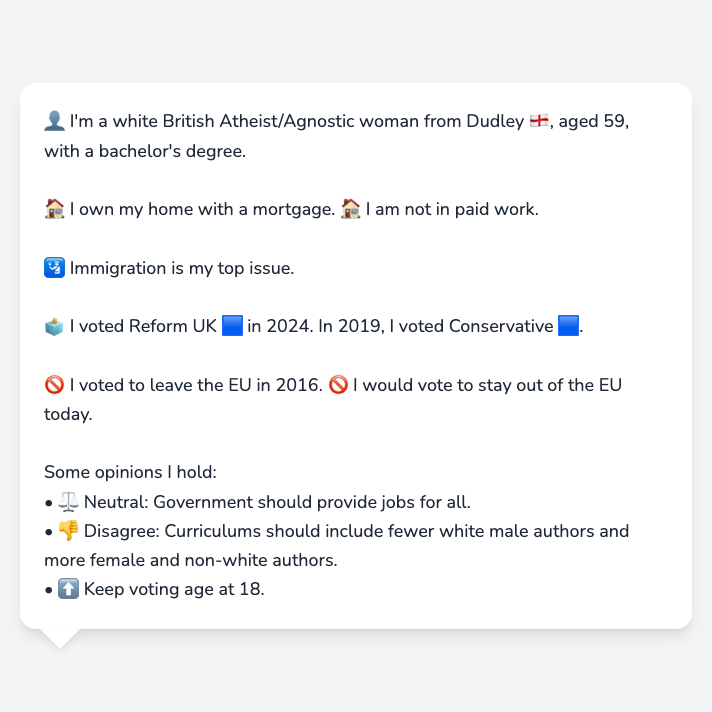 👤 I'm a white British Atheist/Agnostic woman from Dudley 🏴󠁧󠁢󠁥󠁮󠁧󠁿, aged 59,
with a bachelor's degree.
🏠 I own my home with a mortgage. 🏠 I am not in paid work.
🛂 Immigration is my top issue.
🗳️ I voted Reform UK 🟦 in 2024. In 2019, I voted Conservative 🟦.
🚫 I voted to leave the EU in 2016. 🚫 I would vote to stay out of the EU
today.
Some opinions I hold:
• ⚖️ Neutral: Government should provide jobs for all.
• 👎 Disagree: Curriculums should include fewer white male authors and
more female and non-white authors.
• ⬆️ Keep voting age at 18.